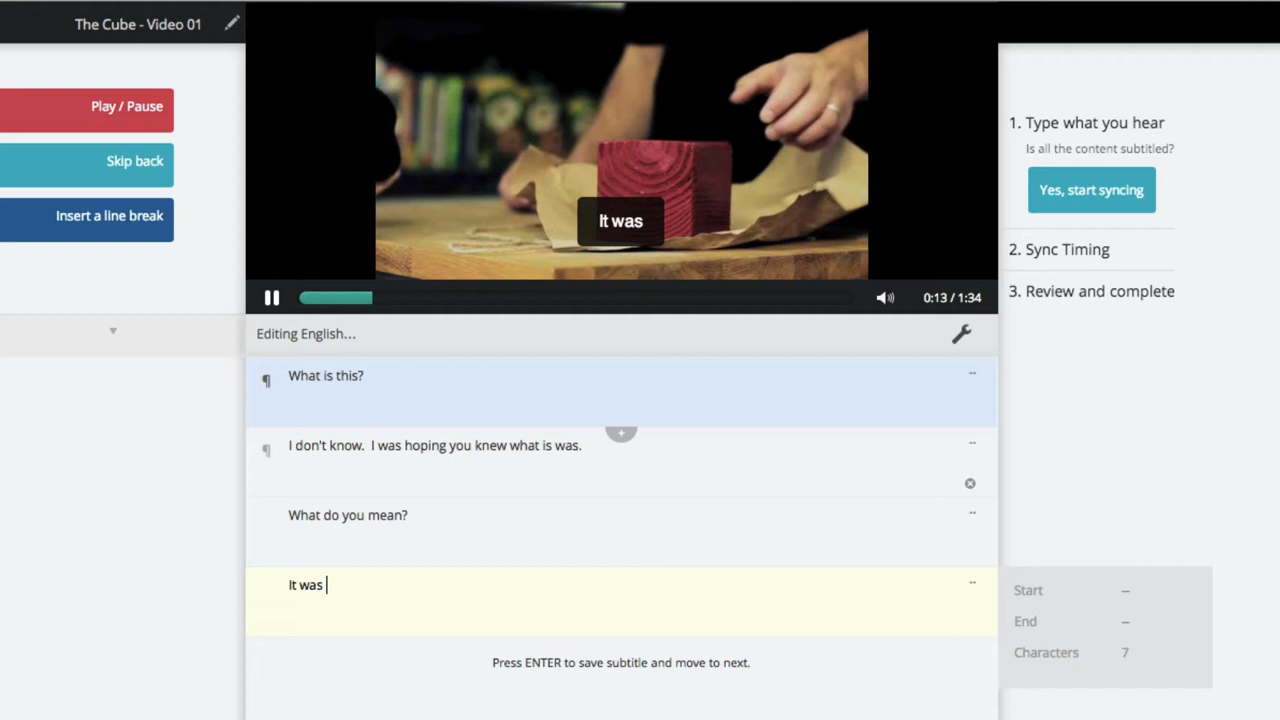 The Cube - Video 01
Play / Pause
Skip back
Insert a line break
It was
0:13 / 1:34
Editing English...
¶ What is this? --
¶ I don't know.  I was hoping you knew what is was. --
What do you mean? --
It was --
Press ENTER to save subtitle and move to next.
1. Type what you hear
Is all the content subtitled?
Yes, start syncing
2. Sync Timing
3. Review and complete
Start --
End --
Characters 7